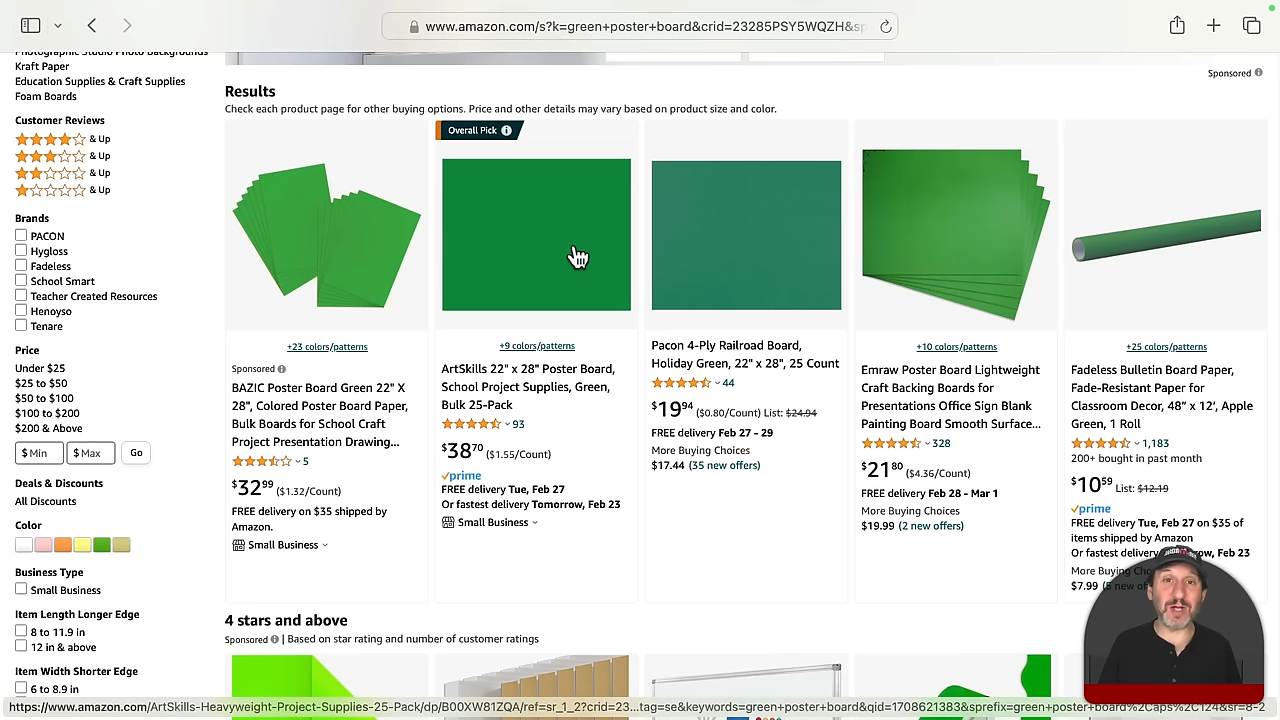 www.amazon.com/s?k=green+poster+board&crid=23285PSY5WQZH&sp
Photographic Studio Photo Backgrounds
Kraft Paper
Education Supplies & Craft Supplies
Foam Boards
Customer Reviews
& Up
& Up
& Up
& Up
Brands
PACON
Hygloss
Fadeless
School Smart
Teacher Created Resources
Henoyso
Tenare
Price
Under $25
$25 to $50
$50 to $100
$100 to $200
$200 & Above
$ Min
$ Max
Go
Deals & Discounts
All Discounts
Color
Business Type
Small Business
Item Length Longer Edge
8 to 11.9 in
12 in & above
Item Width Shorter Edge
6 to 8.9 in
Sponsored
Results
Check each product page for other buying options. Price and other details may vary based on product size and color.
+23 colors/patterns
Sponsored
BAZIC Poster Board Green 22" X
28", Colored Poster Board Paper,
Bulk Boards for School Craft
Project Presentation Drawing...
5
$32.99 ($1.32/Count)
FREE delivery on $35 shipped by
Amazon.
Small Business
Overall Pick
+9 colors/patterns
ArtSkills 22" x 28" Poster Board,
School Project Supplies, Green,
Bulk 25-Pack
93
$38.70 ($1.55/Count)
prime
FREE delivery Tue, Feb 27
Or fastest delivery Tomorrow, Feb 23
Small Business
Pacon 4-Ply Railroad Board,
Holiday Green, 22" x 28", 25 Count
44
$19.94 ($0.80/Count) List: $24.94
FREE delivery Feb 27 - 29
More Buying Choices
$17.44 (35 new offers)
+10 colors/patterns
Emraw Poster Board Lightweight
Craft Backing Boards for
Presentations Office Sign Blank
Painting Board Smooth Surface...
328
$21.80 ($4.36/Count)
FREE delivery Feb 28 - Mar 1
More Buying Choices
$19.99 (2 new offers)
+25 colors/patterns
Fadeless Bulletin Board Paper,
Fade-Resistant Paper for
Classroom Decor, 48” x 12’, Apple
Green, 1 Roll
1,183
200+ bought in past month
$10.59 List: $12.19
prime
FREE delivery Tue, Feb 27 on $35 of
items shipped by Amazon
Or fastest delivery ow, Feb 23
More Buying
$7.99
4 stars and above
Sponsored | Based on star rating and number of customer ratings
https://www.amazon.com/ArtSkills-Heavyweight-Project-Supplies-25-Pack/dp/B00XW81ZQA/ref=sr_1_2?crid=23...tag=se&keywords=green+poster+board&qid=1708621383&sprefix=green+poster+board%2Caps%2C124&sr=8-2